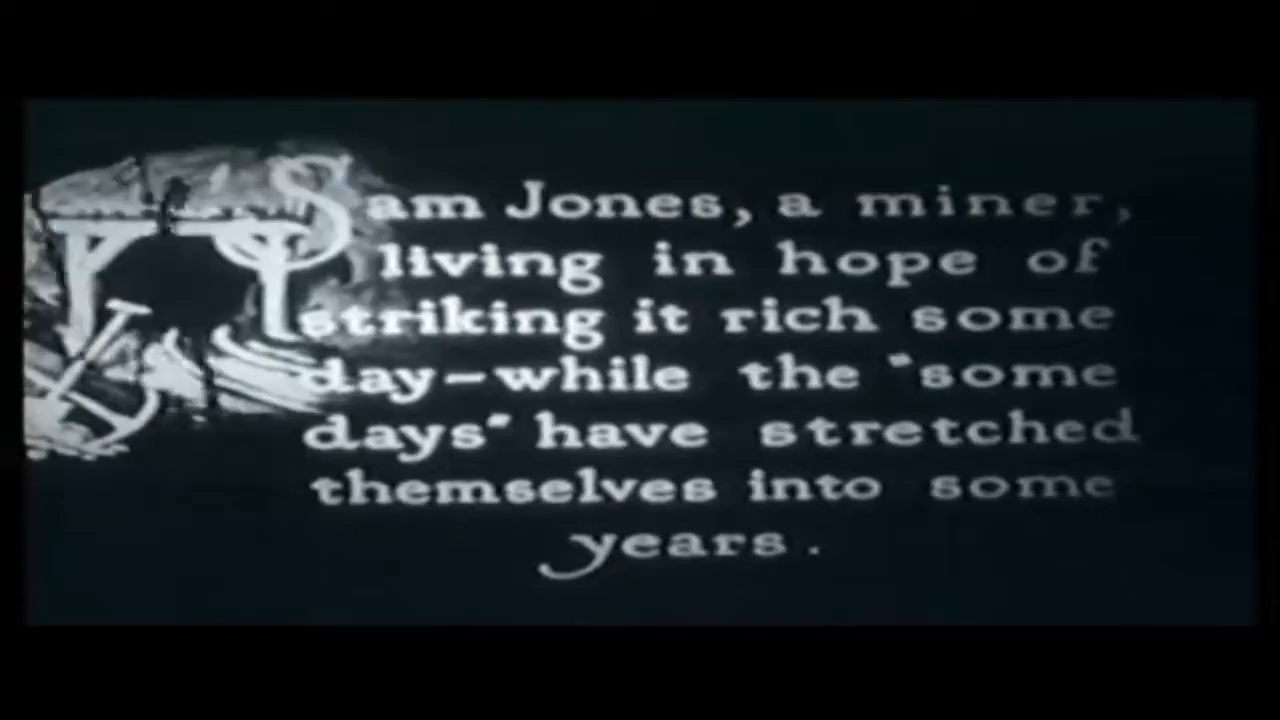 Sam Jones, a miner,
living in hope of
striking it rich some
day—while the "some
days" have stretched
themselves into some
years.